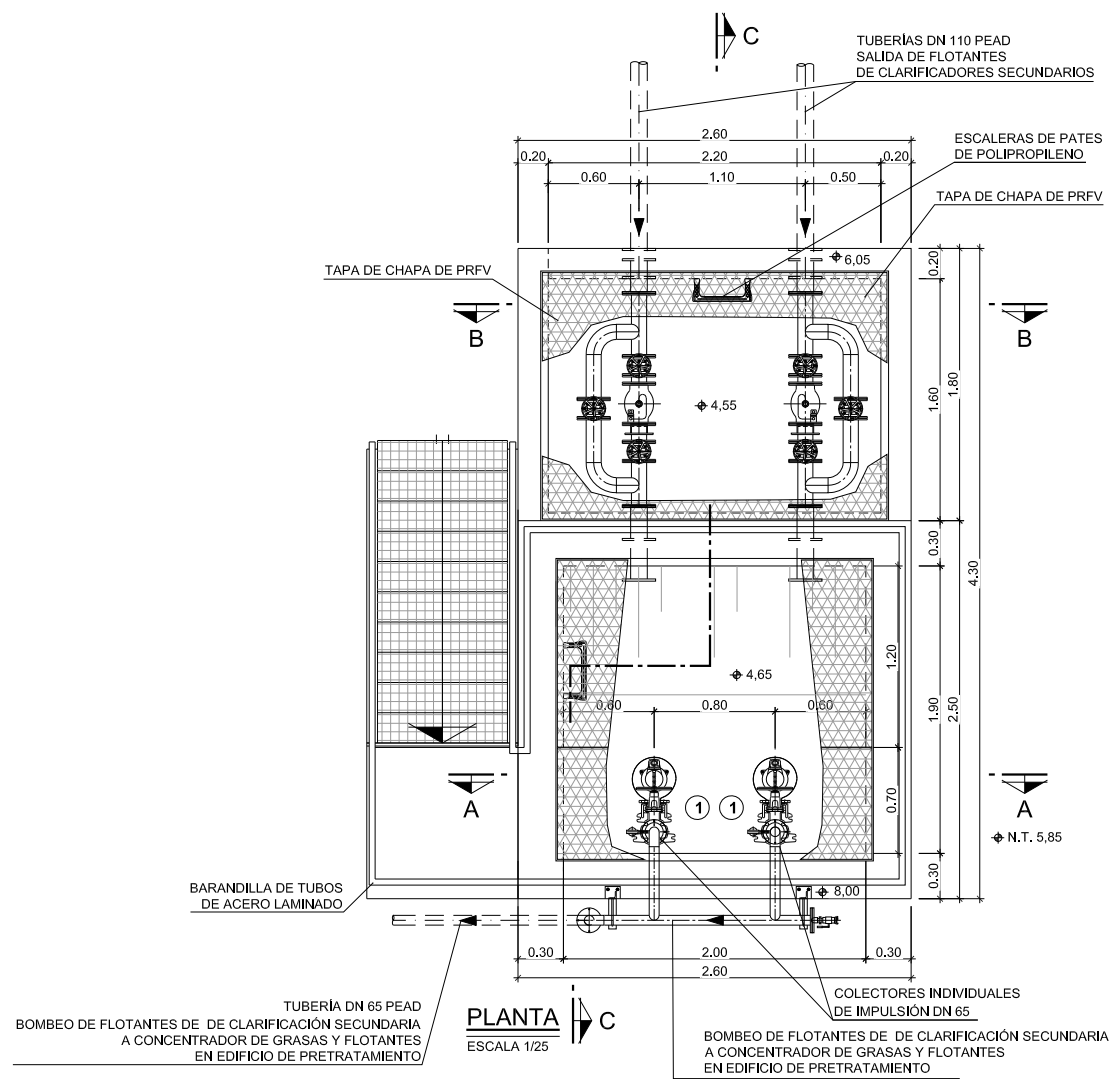 C
TUBERÍAS DN 110 PEAD
SALIDA DE FLOTANTES
DE CLARIFICADORES SECUNDARIOS
2.60
ESCALERAS DE PATES
DE POLIPROPILENO
0.20
2.20
0.20
0.60
1.10
0.50
TAPA DE CHAPA DE PRFV
TAPA DE CHAPA DE PRFV
6,05
0.20
B
B
4,55
1.60
1.80
0.30
4.30
1.20
4,65
0.60
0.80
0.60
1.90
2.50
A
1
1
A
0.70
N.T. 5,85
0.30
BARANDILLA DE TUBOS
DE ACERO LAMINADO
8,00
0.30
2.00
0.30
2.60
TUBERÍA DN 65 PEAD
BOMBEO DE FLOTANTES DE DE CLARIFICACIÓN SECUNDARIA
A CONCENTRADOR DE GRASAS Y FLOTANTES
EN EDIFICIO DE PRETRATAMIENTO
PLANTA
ESCALA 1/25
C
COLECTORES INDIVIDUALES
DE IMPULSIÓN DN 65
BOMBEO DE FLOTANTES DE DE CLARIFICACIÓN SECUNDARIA
A CONCENTRADOR DE GRASAS Y FLOTANTES
EN EDIFICIO DE PRETRATAMIENTO